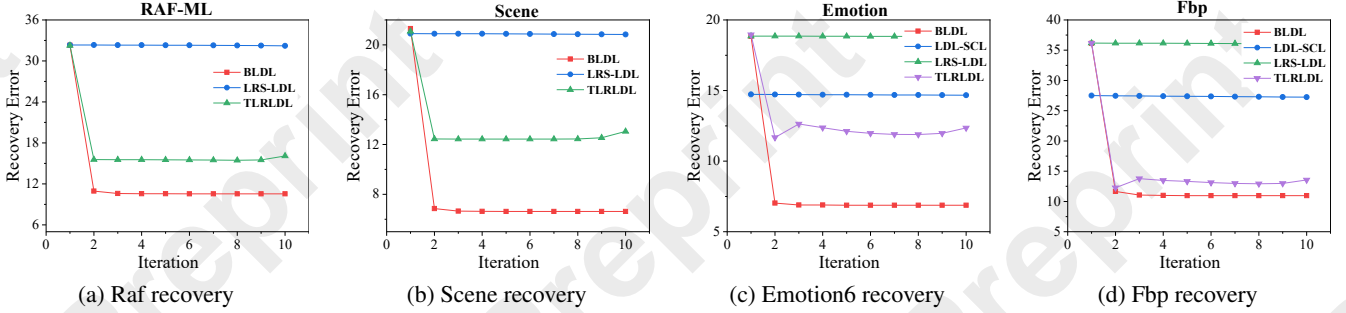 RAF-ML
Recovery Error
36
30
24
18
12
6
BLDL
LRS-LDL
TLRLDL
0 2 4 6 8 10
Iteration
(a) Raf recovery
Scene
Recovery Error
20
16
12
8
BLDL
LRS-LDL
TLRLDL
0 2 4 6 8 10
Iteration
(b) Scene recovery
Emotion
Recovery Error
20
15
10
5
BLDL
LDL-SCL
LRS-LDL
TLRLDL
0 2 4 6 8 10
Iteration
(c) Emotion6 recovery
Fbp
Recovery Error
40
35
30
25
20
15
10
5
BLDL
LDL-SCL
LRS-LDL
TLRLDL
0 2 4 6 8 10
Iteration
(d) Fbp recovery
Preprint